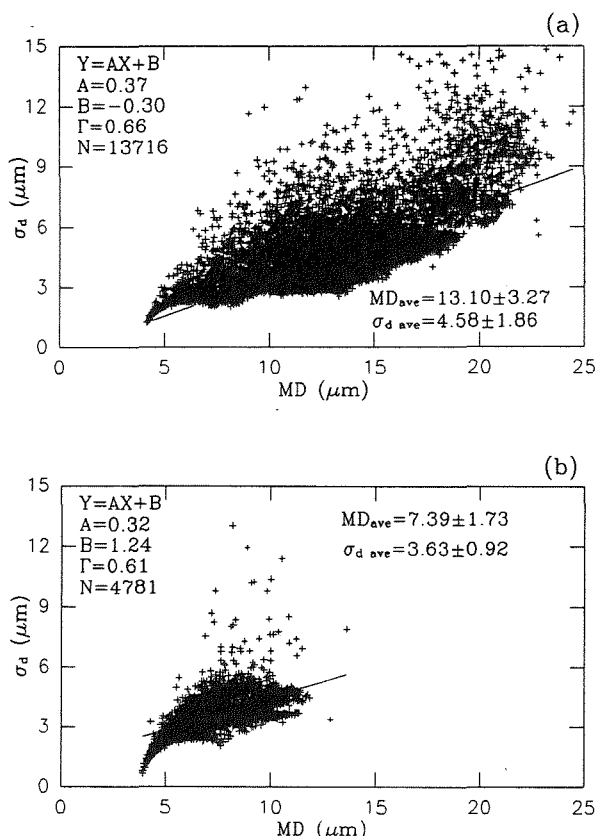 (a)
15
12
9
6
3
0
σd (μm)
Y=AX+B
A=0.37
B=−0.30
Γ=0.66
N=13716
MDave=13.10±3.27
σd ave=4.58±1.86
0 5 10 15 20 25
MD (μm)
(b)
15
12
9
6
3
0
σd (μm)
Y=AX+B
A=0.32
B=1.24
Γ=0.61
N=4781
MDave=7.39±1.73
σd ave=3.63±0.92
0 5 10 15 20 25
MD (μm)